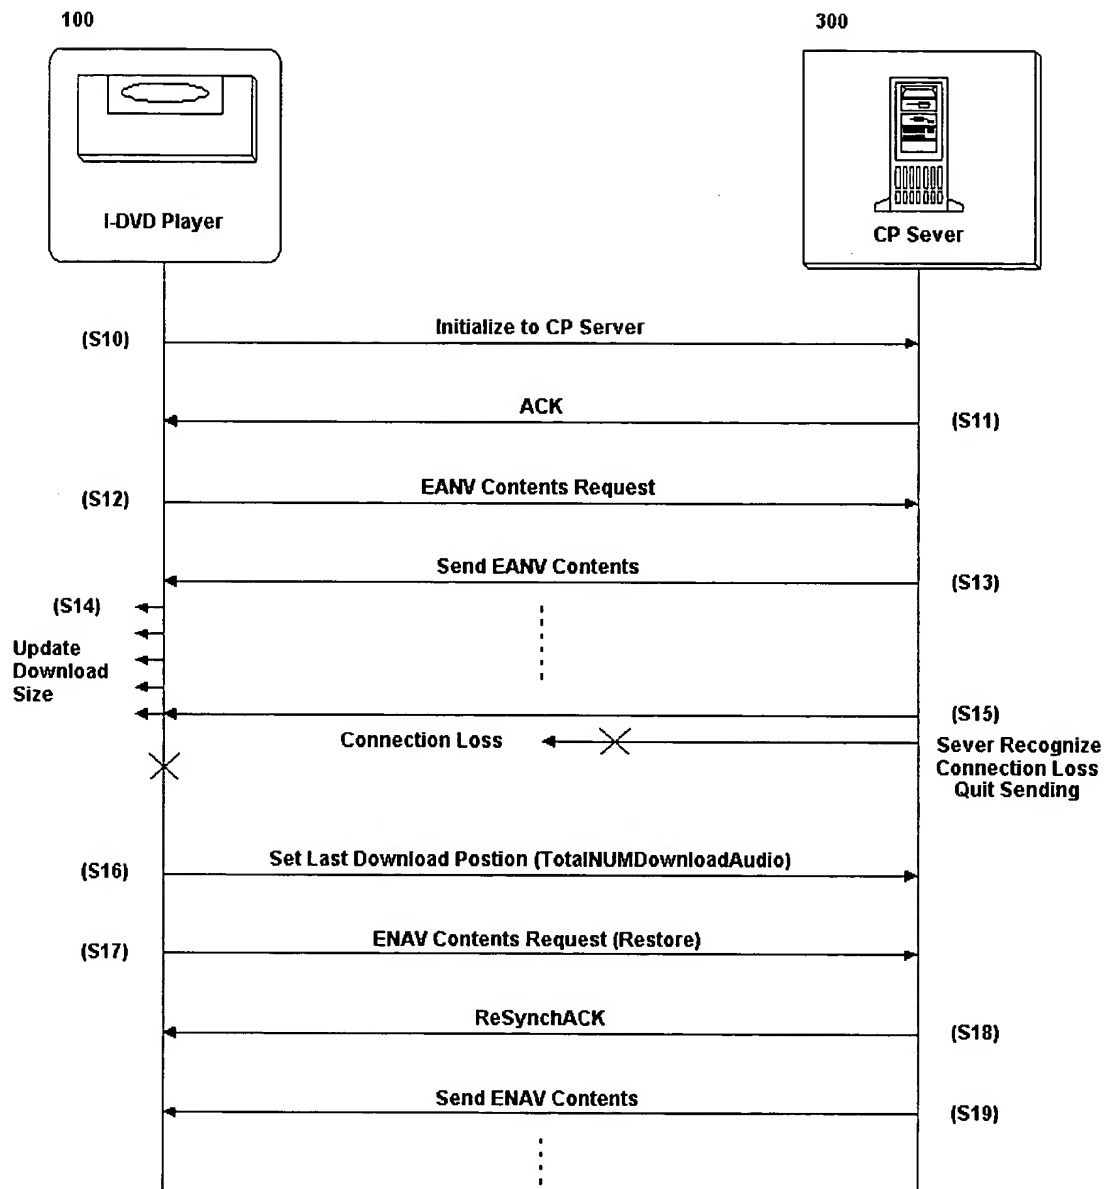 100
300
I-DVD Player
CP Sever
(S10)
Initialize to CP Server
ACK
(S11)
(S12)
EANV Contents Request
Send EANV Contents
(S13)
(S14)
Update
Download
Size
(S15)
Connection Loss
Sever Recognize
Connection Loss
Quit Sending
Set Last Download Postion (TotalNUMDownloadAudio)
(S16)
ENAV Contents Request (Restore)
(S17)
ReSynchACK
(S18)
Send ENAV Contents
(S19)